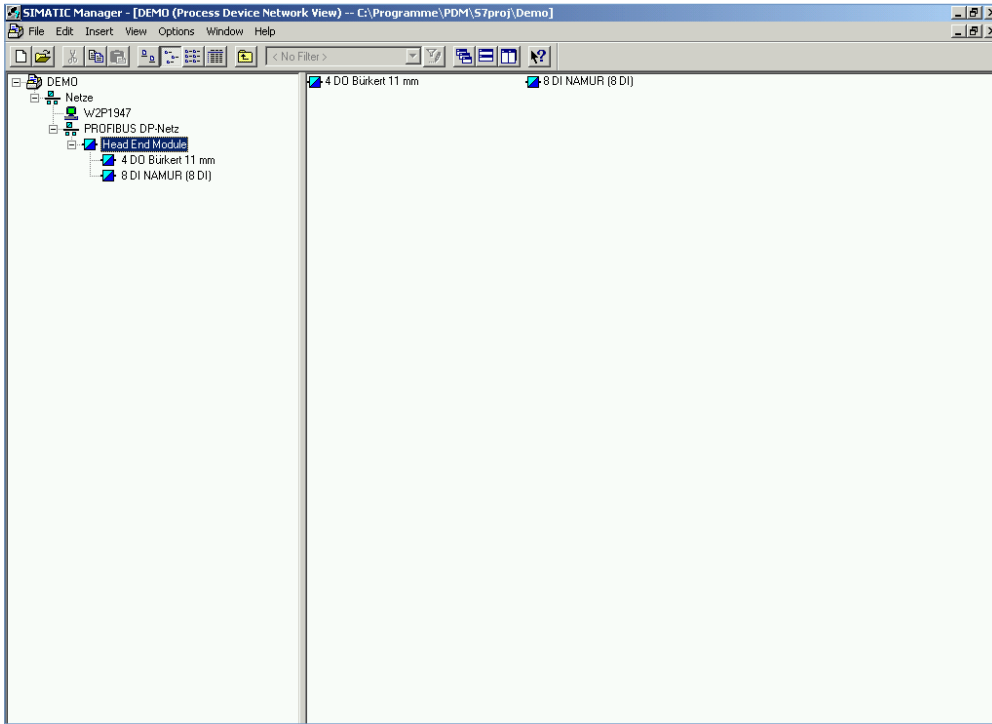 SIMATIC Manager - [DEMO (Process Device Network View) -- C:\Programme\PDM\S7proj\Demo]
File Edit Insert View Options Window Help
< No Filter >
DEMO
Netze
W2P1947
PROFIBUS DP-Netz
Head End Module
4 DO Bürkert 11 mm
8 DI NAMUR (8 DI)
4 DO Bürkert 11 mm 8 DI NAMUR (8 DI)